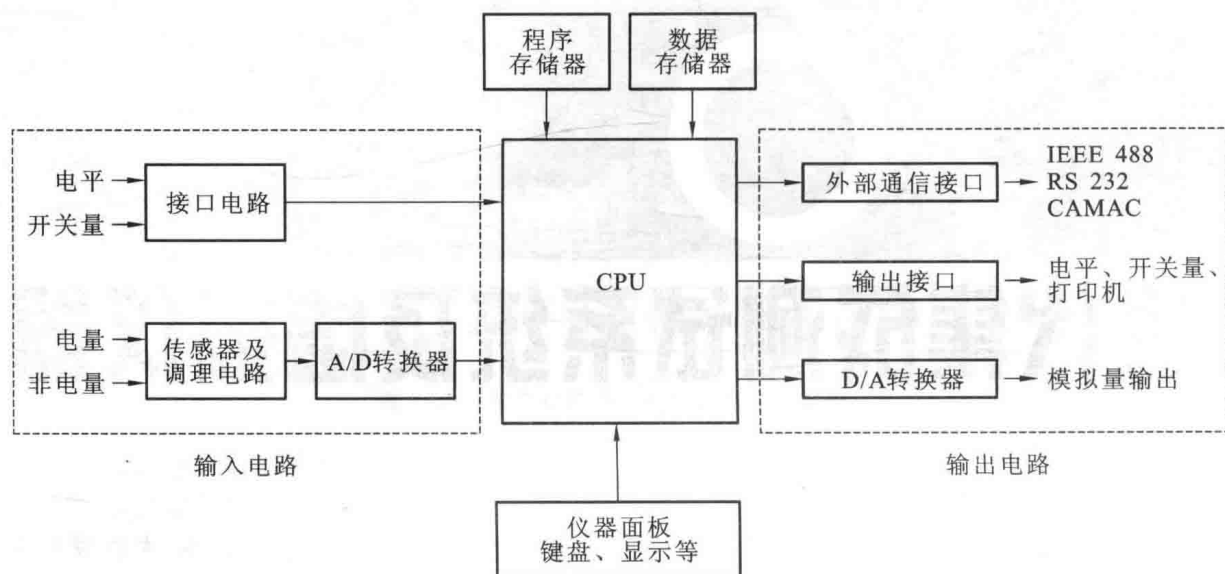 程序
存储器
数据
存储器
电平
开关量
接口电路
电量
非电量
传感器及
调理电路
A/D转换器
输入电路
CPU
外部通信接口
IEEE 488
RS 232
CAMAC
输出接口
电平、开关量、
打印机
D/A转换器
模拟量输出
输出电路
仪器面板
键盘、显示等